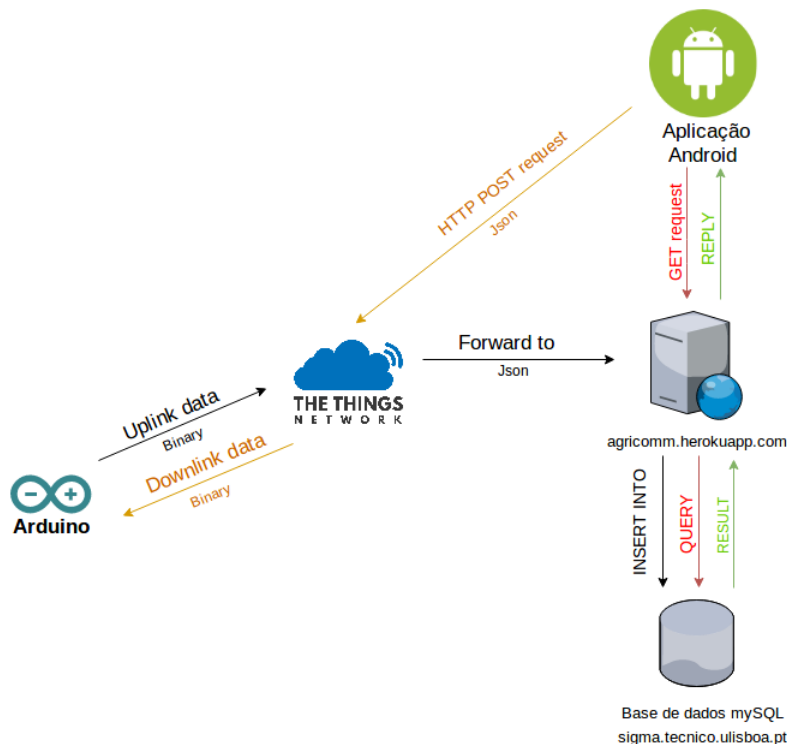 Aplicação
Android
HTTP POST request
Json
GET request
REPLY
Forward to
Json
THE THINGS
NETWORK
agricomm.herokuapp.com
Uplink data
Binary
Downlink data
Binary
Arduino
INSERT INTO
QUERY
RESULT
Base de dados mySQL
sigma.tecnico.ulisboa.pt